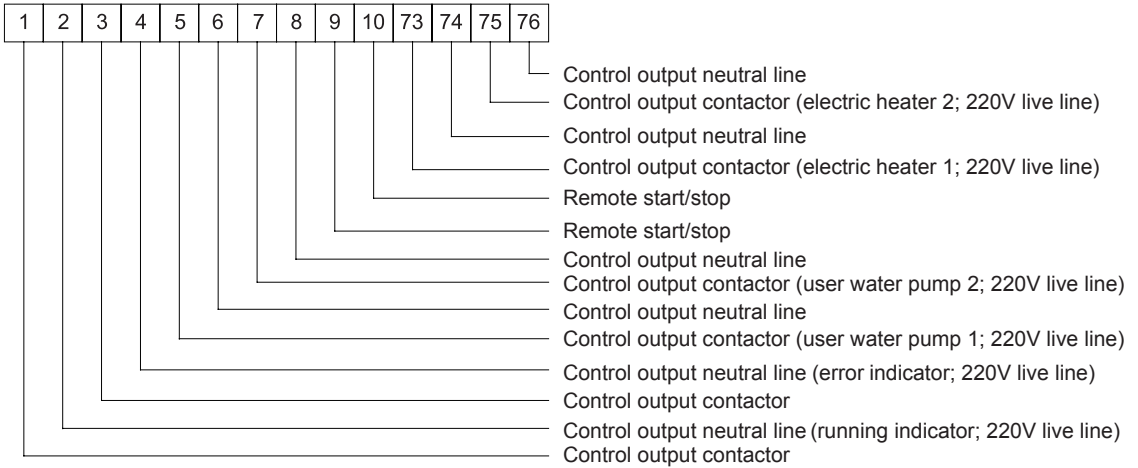 1 2 3 4 5 6 7 8 9 10 73 74 75 76
Control output neutral line
Control output contactor (electric heater 2; 220V live line)
Control output neutral line
Control output contactor (electric heater 1; 220V live line)
Remote start/stop
Remote start/stop
Control output neutral line
Control output contactor (user water pump 2; 220V live line)
Control output neutral line
Control output contactor (user water pump 1; 220V live line)
Control output neutral line (error indicator; 220V live line)
Control output contactor
Control output neutral line (running indicator; 220V live line)
Control output contactor